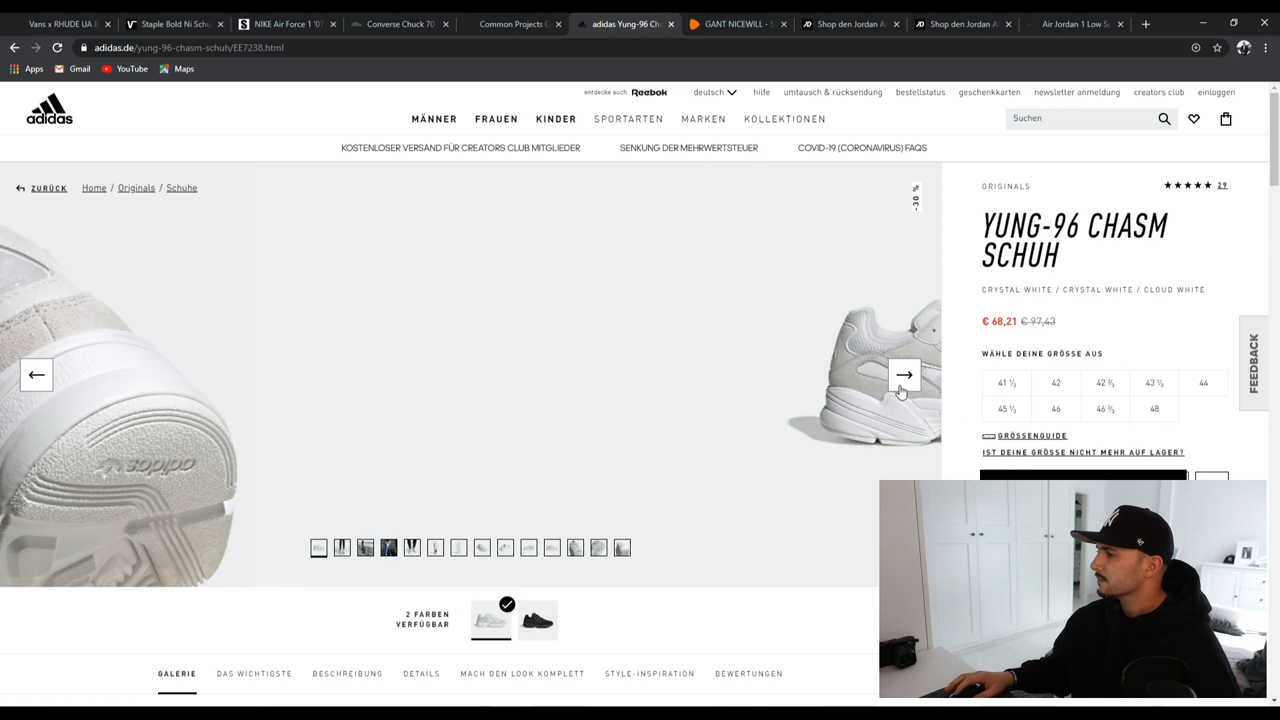 Vans x RHUDE UA B
Staple Bold Ni Schu
NIKE Air Force 1 '07
Converse Chuck 70
Common Projects O
adidas Yung-96 Ch
GANT NICEWILL - S
Shop den Jordan A
Shop den Jordan A
Air Jordan 1 Low S
adidas.de/yung-96-chasm-schuh/EE7238.html
Apps Gmail YouTube Maps
entdecke auch Reebok deutsch hilfe umtausch & rücksendung bestellstatus geschenkkarten newsletter anmeldung creators club einloggen
adidas
MÄNNER FRAUEN KINDER SPORTARTEN MARKEN KOLLEKTIONEN
Suchen
KOSTENLOSER VERSAND FÜR CREATORS CLUB MITGLIEDER SENKUNG DER MEHRWERTSTEUER COVID-19 (CORONAVIRUS) FAQS
ZURÜCK Home / Originals / Schuhe
-30 %
ORIGINALS
29
YUNG-96 CHASM
SCHUH
CRYSTAL WHITE / CRYSTAL WHITE / CLOUD WHITE
€ 68,21 € 97,43
WÄHLE DEINE GRÖSSE AUS
41 ⅓ 42 42 ⅔ 43 ⅓ 44
45 ⅓ 46 46 ⅔ 48
GRÖSSENGUIDE
IST DEINE GRÖSSE NICHT MEHR AUF LAGER?
FEEDBACK
adidas
2 FARBEN
VERFÜGBAR
GALERIE DAS WICHTIGSTE BESCHREIBUNG DETAILS MACH DEN LOOK KOMPLETT STYLE-INSPIRATION BEWERTUNGEN